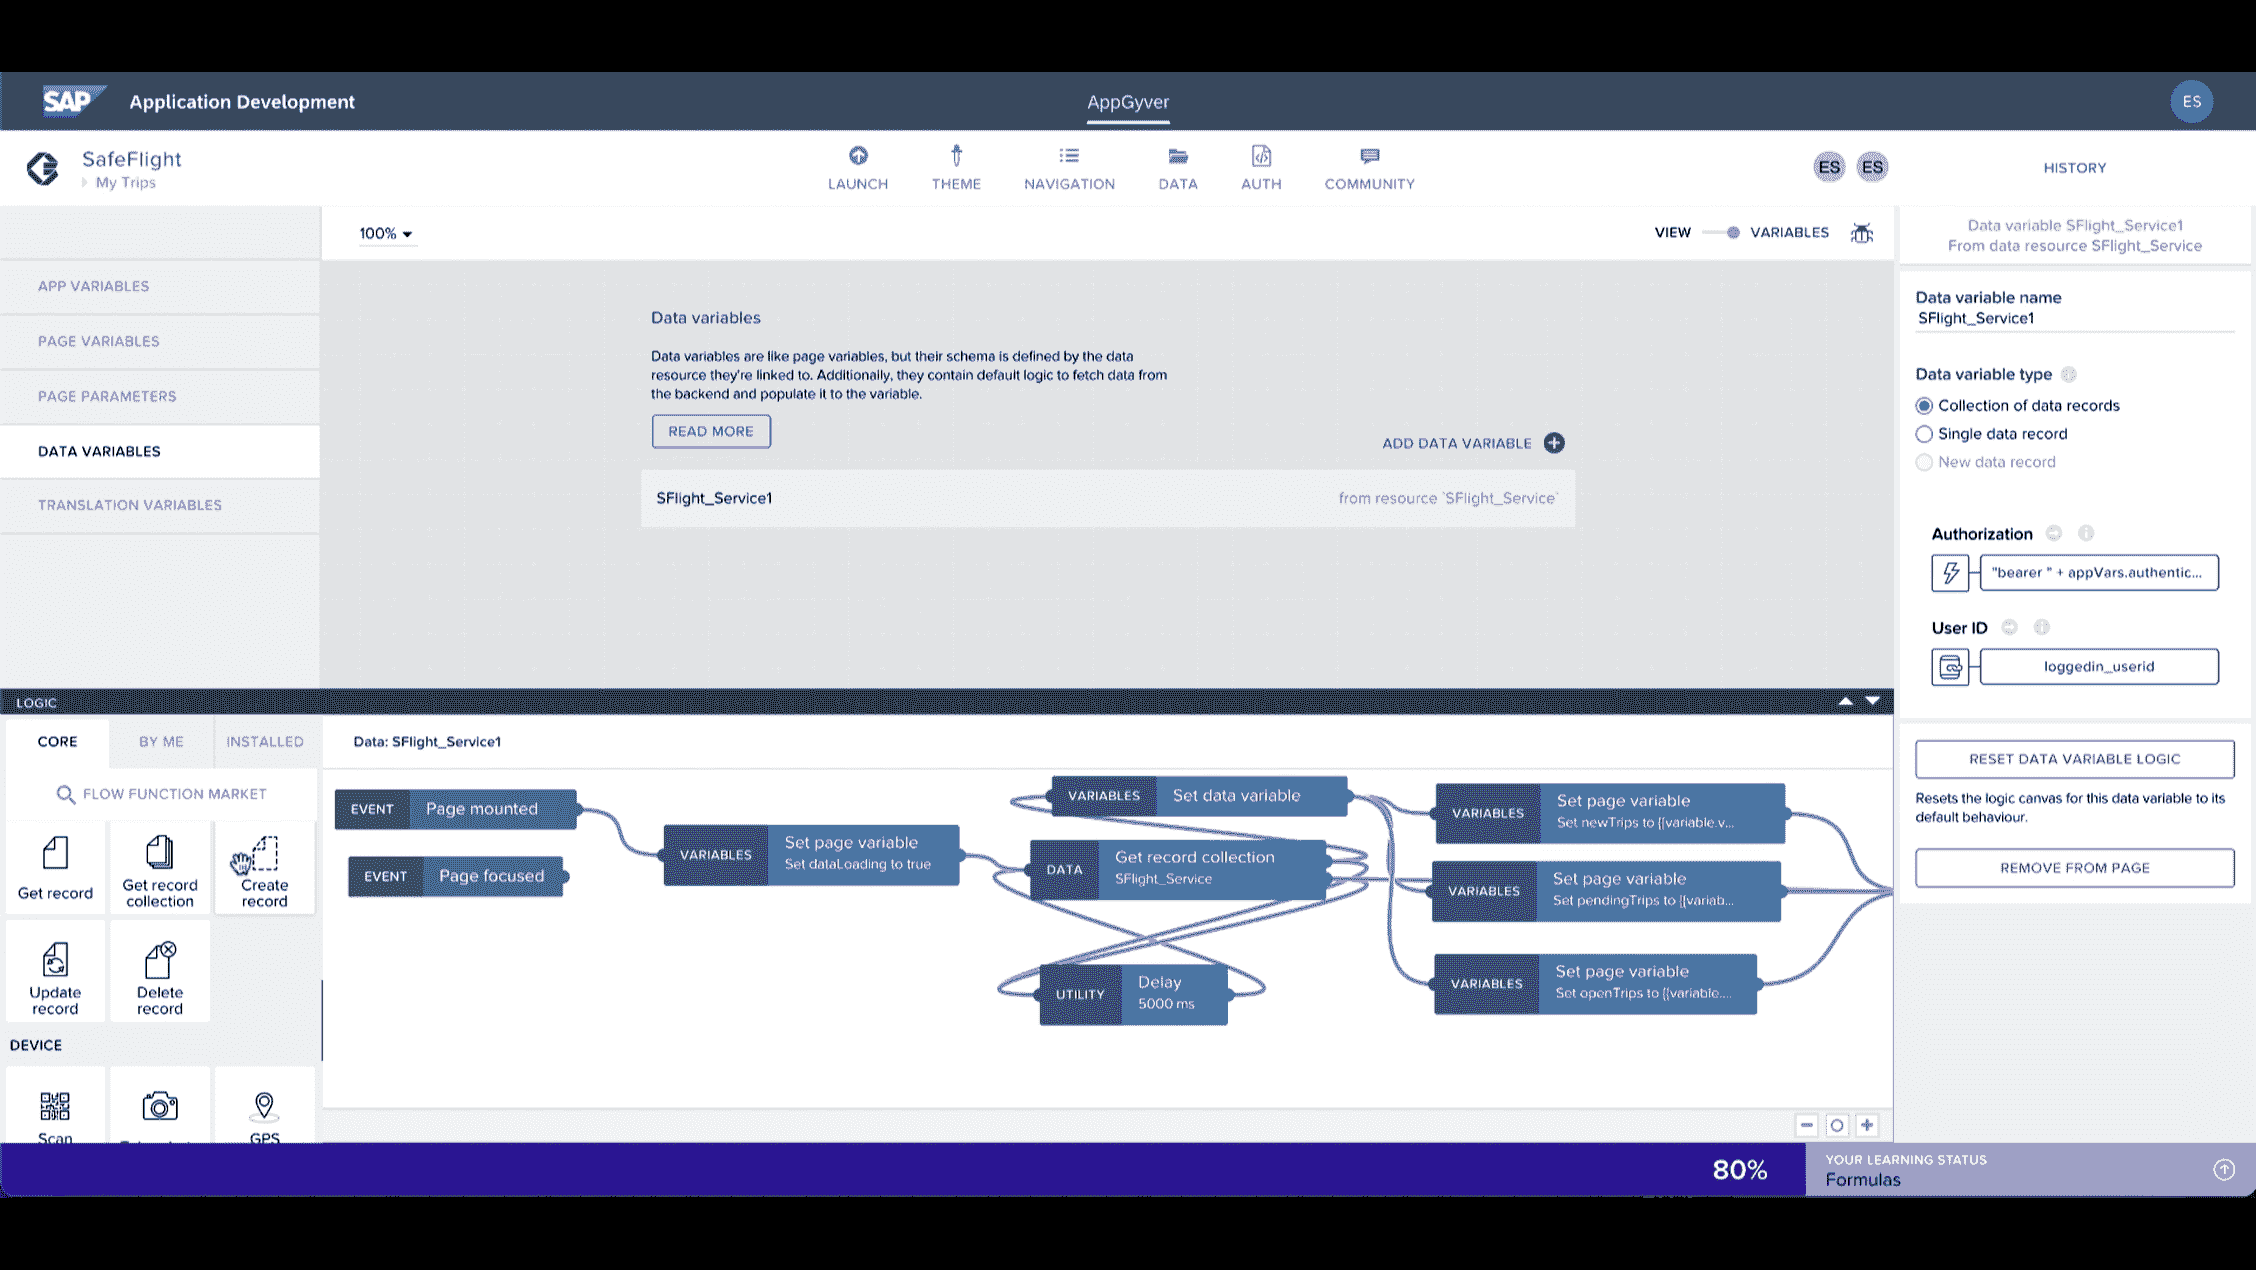 SAP Application Development
AppGyver
ES
SafeFlight
My Trips
LAUNCH
THEME
NAVIGATION
DATA
AUTH
COMMUNITY
ES ES
HISTORY
100%
VIEW
VARIABLES
APP VARIABLES
PAGE VARIABLES
PAGE PARAMETERS
DATA VARIABLES
TRANSLATION VARIABLES
Data variables
Data variables are like page variables, but their schema is defined by the data
resource they're linked to. Additionally, they contain default logic to fetch data from
the backend and populate it to the variable.
READ MORE
ADD DATA VARIABLE
SFlight_Service1
from resource `SFlight_Service`
Data variable SFlight_Service1
From data resource SFlight_Service
Data variable name
SFlight_Service1
Data variable type
Collection of data records
Single data record
New data record
Authorization
"bearer " + appVars.authentic...
User ID
loggedin_userid
RESET DATA VARIABLE LOGIC
Resets the logic canvas for this data variable to its
default behaviour.
REMOVE FROM PAGE
LOGIC
CORE
BY ME
INSTALLED
FLOW FUNCTION MARKET
Get record
Get record
collection
Create
record
Update
record
Delete
record
DEVICE
Scan
GPS
Data: SFlight_Service1
EVENT Page mounted
EVENT Page focused
VARIABLES Set page variable
Set dataLoading to true
VARIABLES Set data variable
DATA Get record collection
SFlight_Service
UTILITY Delay
5000 ms
VARIABLES Set page variable
Set newTrips to {{variable.v...
VARIABLES Set page variable
Set pendingTrips to {{variab...
VARIABLES Set page variable
Set openTrips to {{variable....
80%
YOUR LEARNING STATUS
Formulas